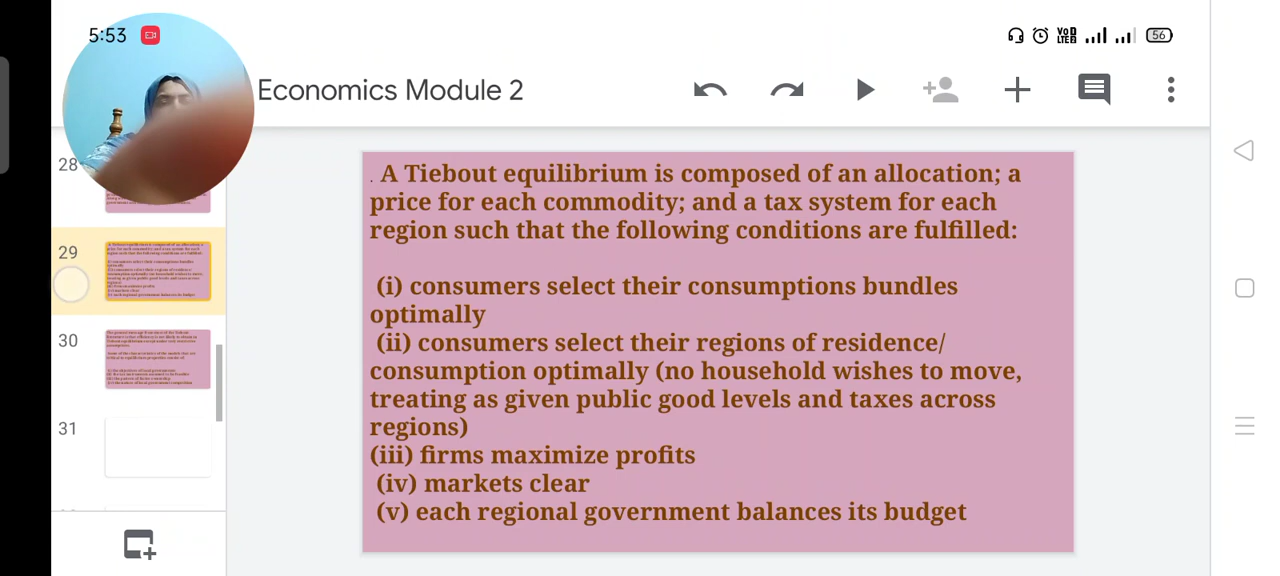 5:53
VoD LTE2
56
Economics Module 2
28
29
30
31
. A Tiebout equilibrium is composed of an allocation; a
price for each commodity; and a tax system for each
region such that the following conditions are fulfilled:
(i) consumers select their consumptions bundles
optimally
(ii) consumers select their regions of residence/
consumption optimally (no household wishes to move,
treating as given public good levels and taxes across
regions)
(iii) firms maximize profits
(iv) markets clear
(v) each regional government balances its budget